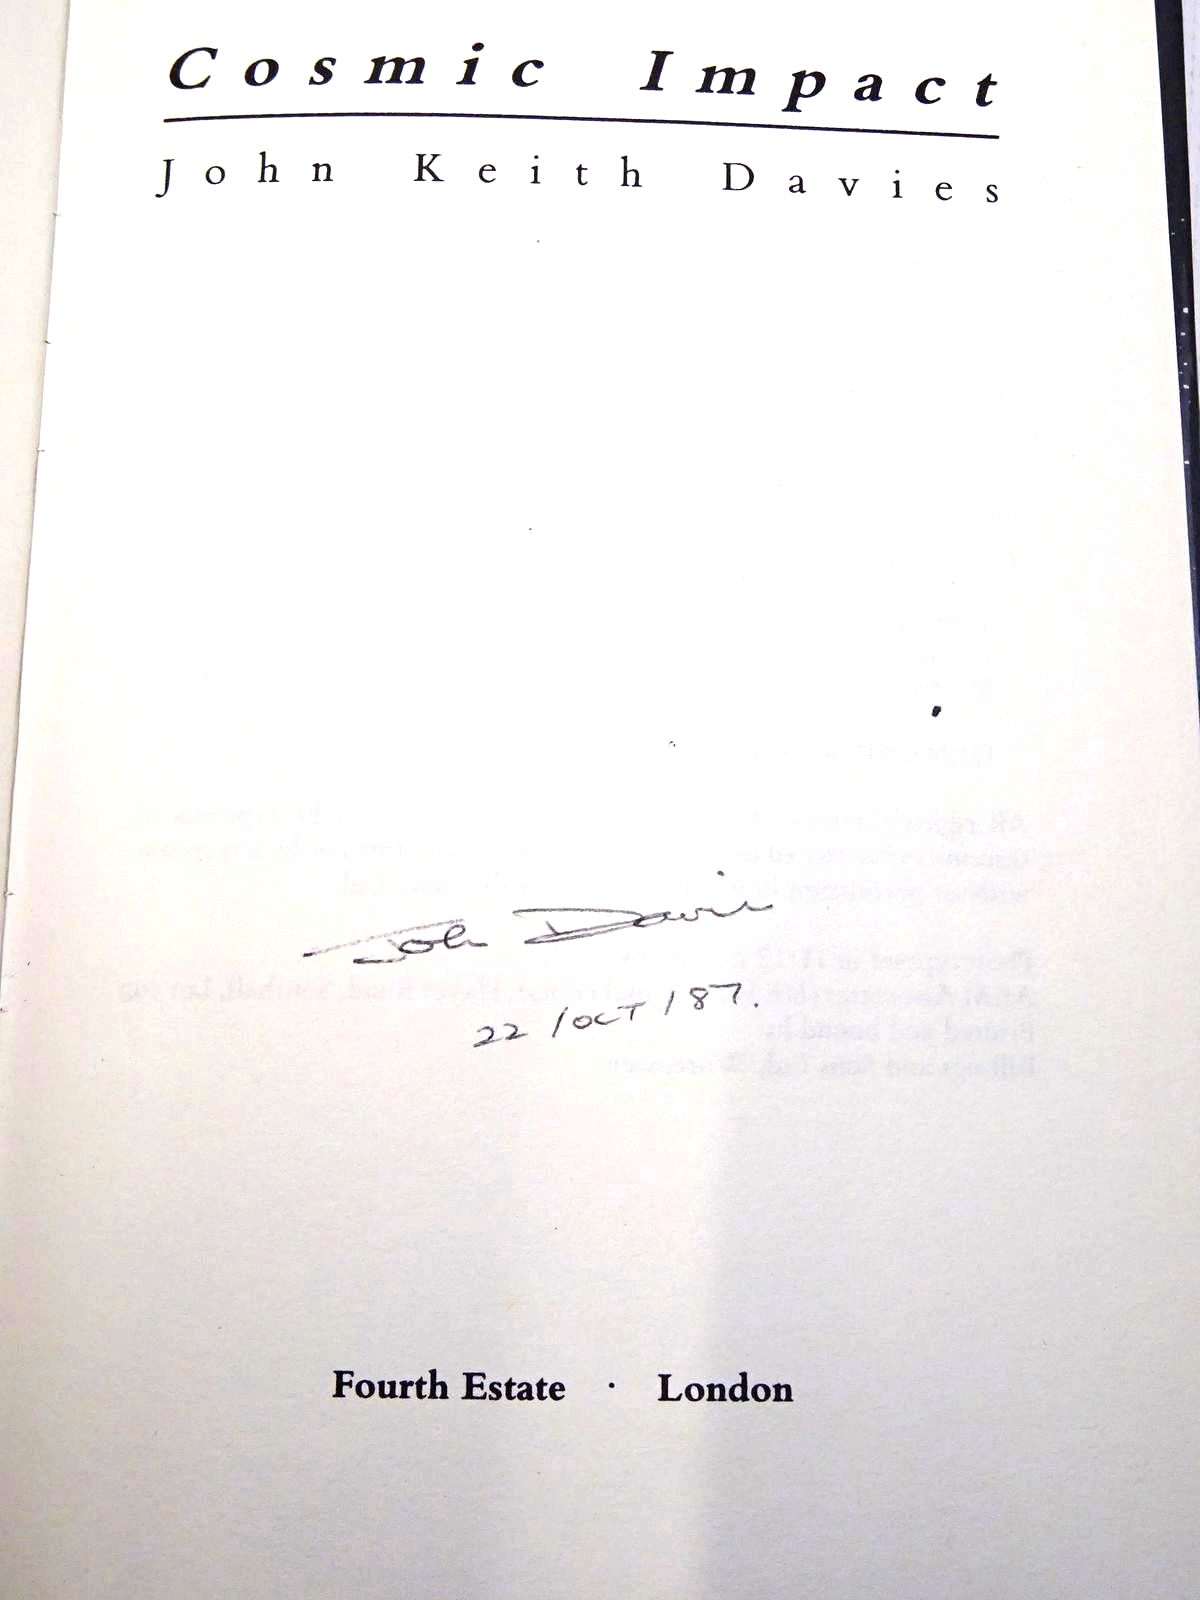 Cosmic Impact
John Keith Davies
John Davies
22 / OCT / 87.
Fourth Estate · London